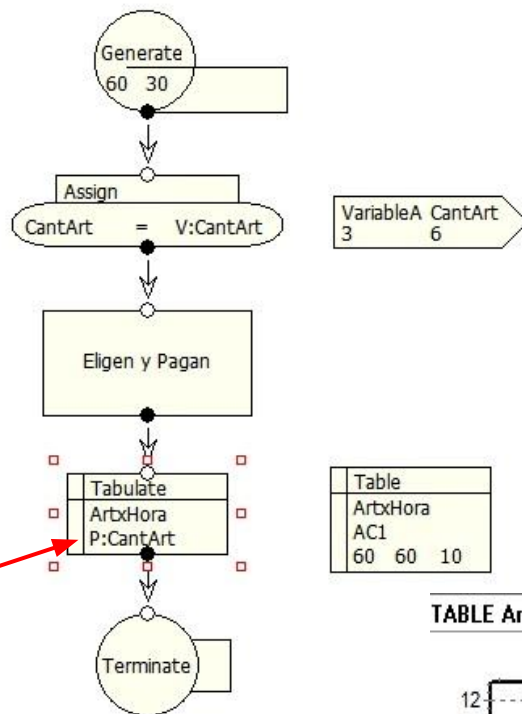 Generate
60 30
Assign
CantArt = V:CantArt
VariableA CantArt
3 6
Eligen y Pagan
Tabulate
ArtxHora
P:CantArt
Table
ArtxHora
AC1
60 60 10
Terminate
TABLE Ar
12